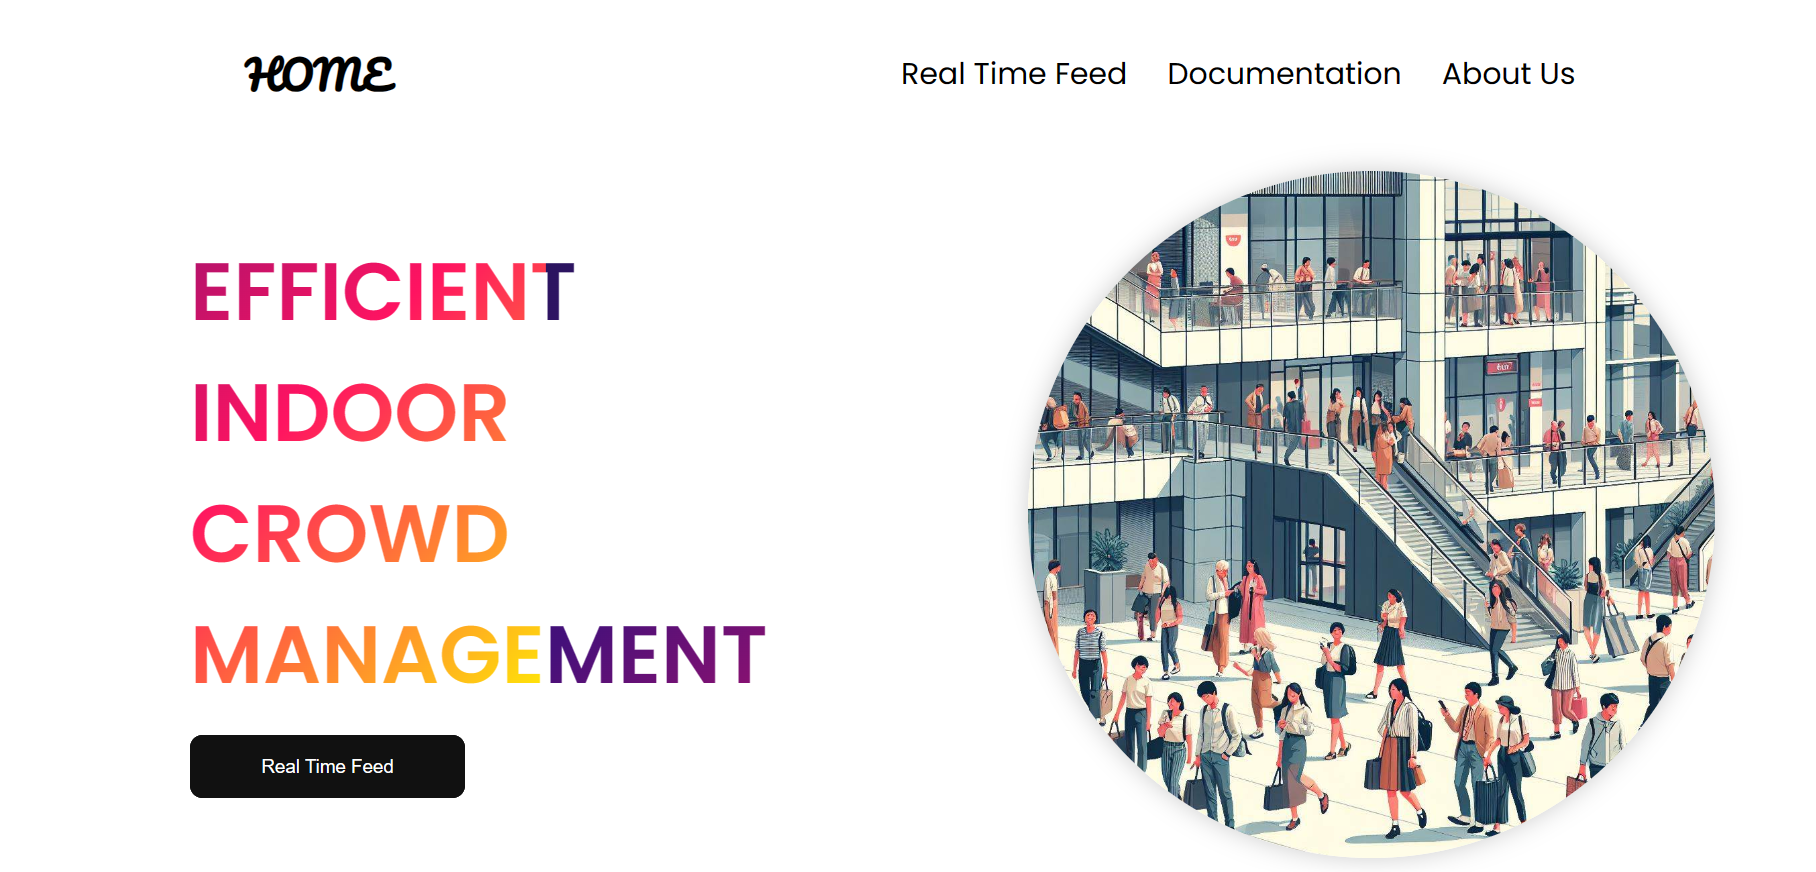 HOME
Real Time Feed Documentation About Us
EFFICIENT
INDOOR
CROWD
MANAGEMENT
Real Time Feed